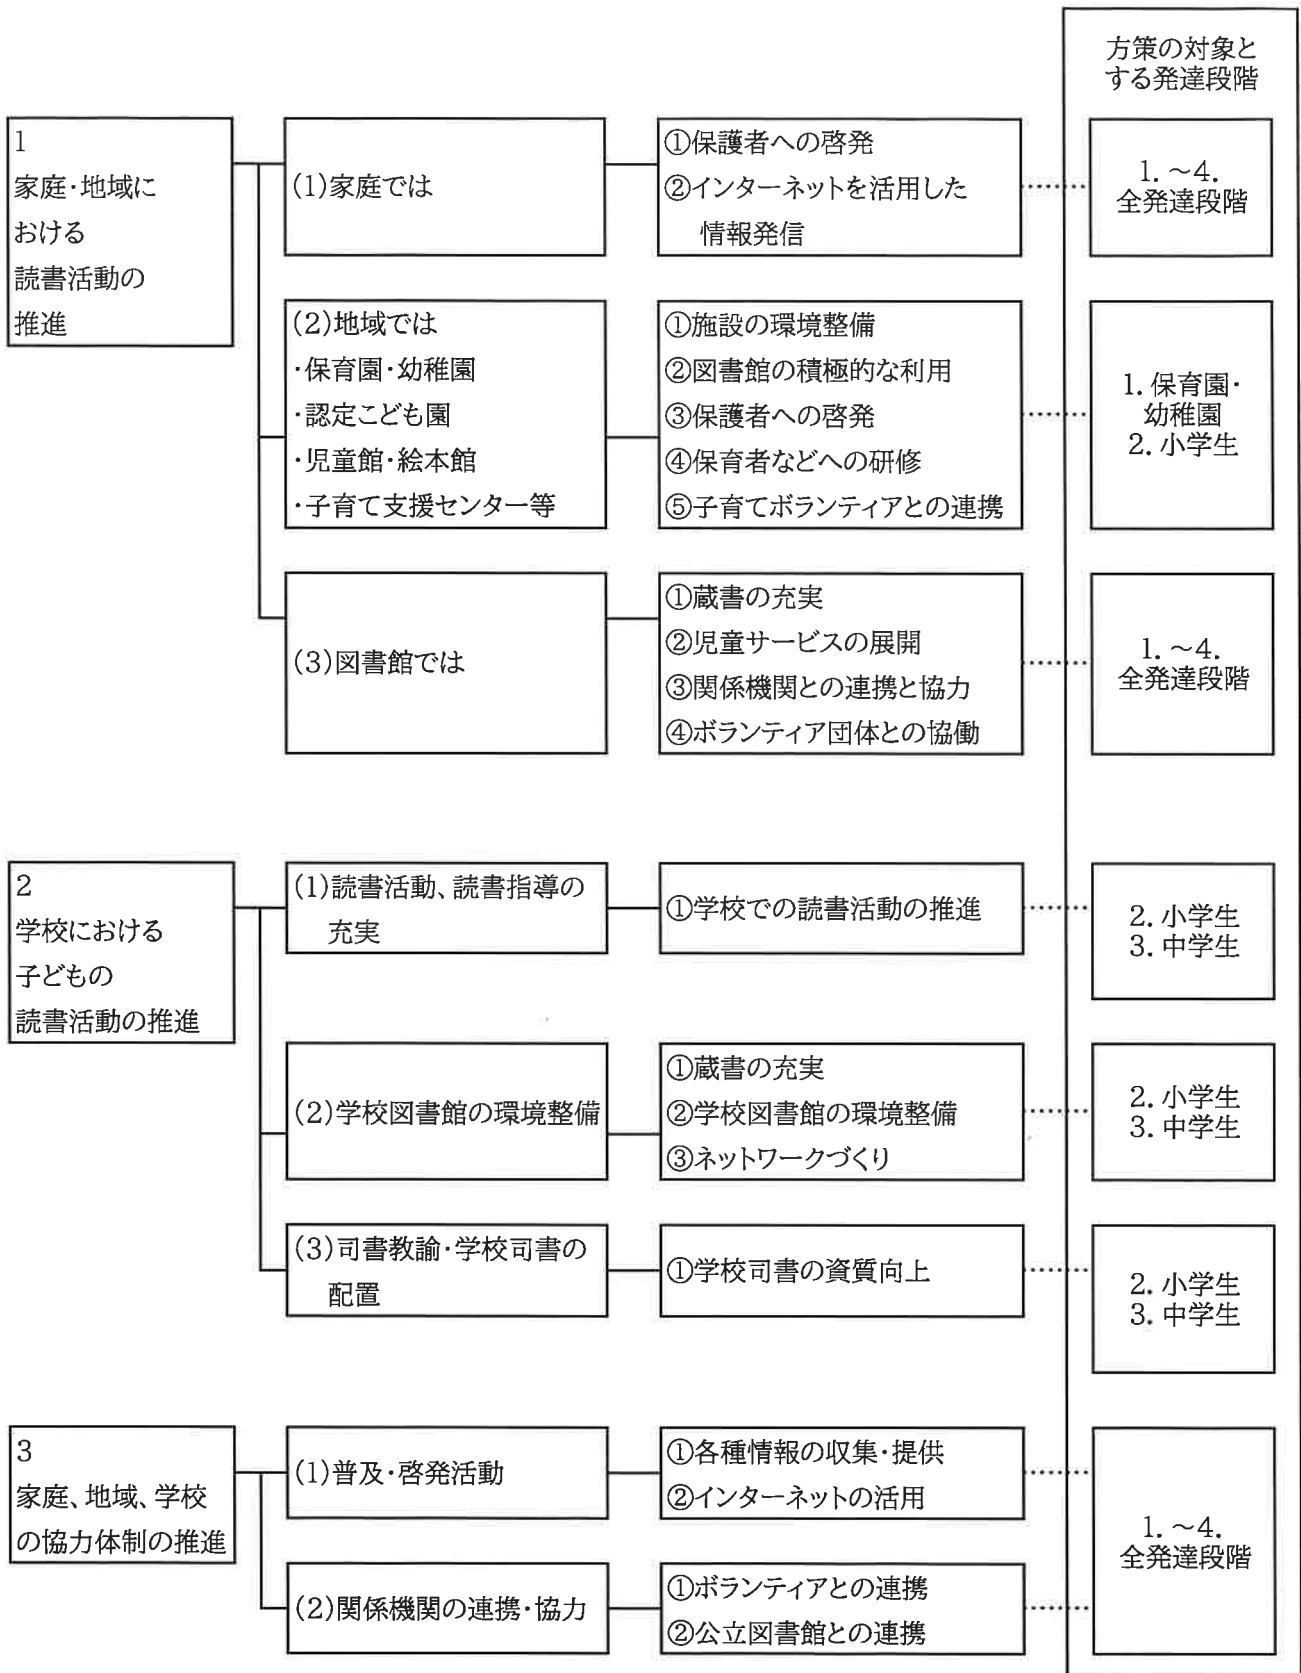 方策の対象と
する発達段階
1
家庭・地域に
おける
読書活動の
推進
(1)家庭では
①保護者への啓発
②インターネットを活用した
情報発信
1.～4.
全発達段階
(2)地域では
・保育園・幼稚園
・認定こども園
・児童館・絵本館
・子育て支援センター等
①施設の環境整備
②図書館の積極的な利用
③保護者への啓発
④保育者などへの研修
⑤子育てボランティアとの連携
1.保育園・
幼稚園
2.小学生
(3)図書館では
①蔵書の充実
②児童サービスの展開
③関係機関との連携と協力
④ボランティア団体との協働
1.～4.
全発達段階
2
学校における
子どもの
読書活動の推進
(1)読書活動、読書指導の
充実
①学校での読書活動の推進
2.小学生
3.中学生
(2)学校図書館の環境整備
①蔵書の充実
②学校図書館の環境整備
③ネットワークづくり
2.小学生
3.中学生
(3)司書教諭・学校司書の
配置
①学校司書の資質向上
2.小学生
3.中学生
3
家庭、地域、学校
の協力体制の推進
(1)普及・啓発活動
①各種情報の収集・提供
②インターネットの活用
1.～4.
全発達段階
(2)関係機関の連携・協力
①ボランティアとの連携
②公立図書館との連携